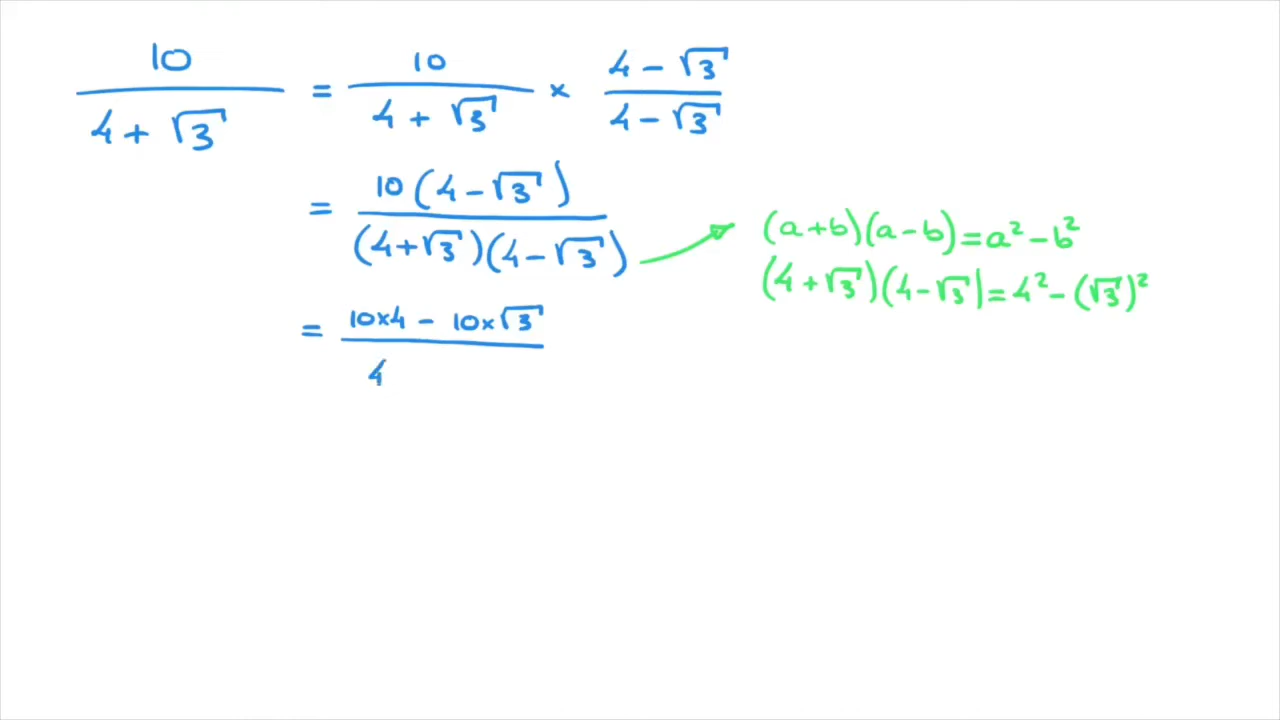 10 / (4 + √3) = 10 / (4 + √3) × (4 − √3) / (4 − √3)
= 10(4 − √3) / (4+√3)(4 − √3)
(a+b)(a−b)=a²−b²
(4+√3)(4−√3|=4²−(√3)²
= 10×4 − 10×√3 / 4